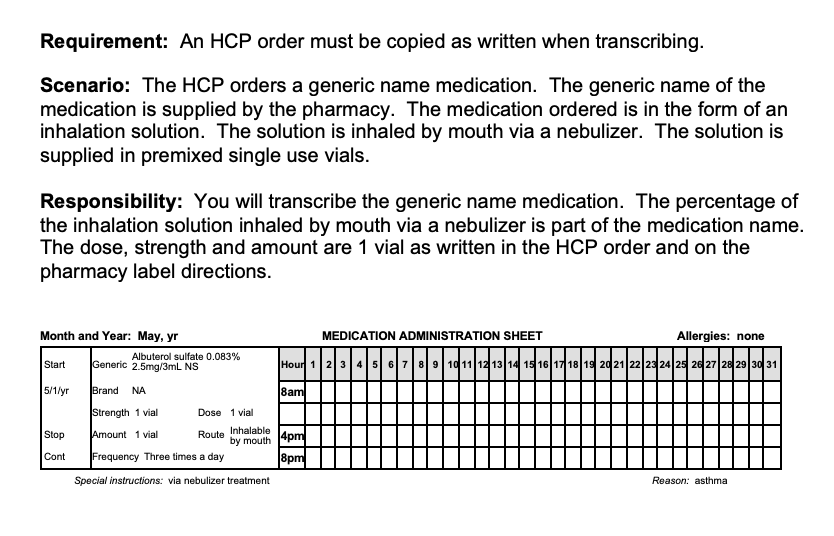 Requirement: An HCP order must be copied as written when transcribing.
Scenario: The HCP orders a generic name medication. The generic name of the
medication is supplied by the pharmacy. The medication ordered is in the form of an
inhalation solution. The solution is inhaled by mouth via a nebulizer. The solution is
supplied in premixed single use vials.
Responsibility: You will transcribe the generic name medication. The percentage of
the inhalation solution inhaled by mouth via a nebulizer is part of the medication name.
The dose, strength and amount are 1 vial as written in the HCP order and on the
pharmacy label directions.
Month and Year: May, yr MEDICATION ADMINISTRATION SHEET Allergies: none
Start Generic Albuterol sulfate 0.083%
2.5mg/3mL NS
Hour 1 2 3 4 5 6 7 8 9 10 11 12 13 14 15 16 17 18 19 20 21 22 23 24 25 26 27 28 29 30 31
5/1/yr Brand NA 8am
Strength 1 vial Dose 1 vial
Stop Amount 1 vial Route Inhalable
by mouth
4pm
Cont Frequency Three times a day 8pm
Special instructions: via nebulizer treatment Reason: asthma